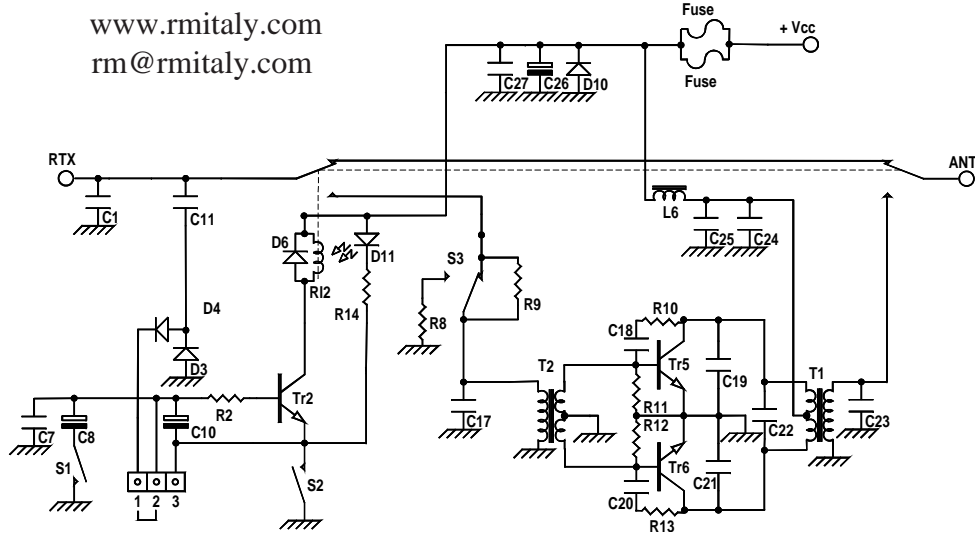 www.rmitaly.com
rm@rmitaly.com
Fuse
+ Vcc
Fuse
C27
C26
D10
RTX
ANT
C1
C11
L6
C25
C24
D6
D11
Rl2
R14
S3
R9
R8
D4
D3
R10
C18
Tr5
T2
T1
C19
R2
Tr2
C17
R11
R12
C22
C23
C7
C8
C10
S1
S2
Tr6
C21
C20
R13
1 2 3